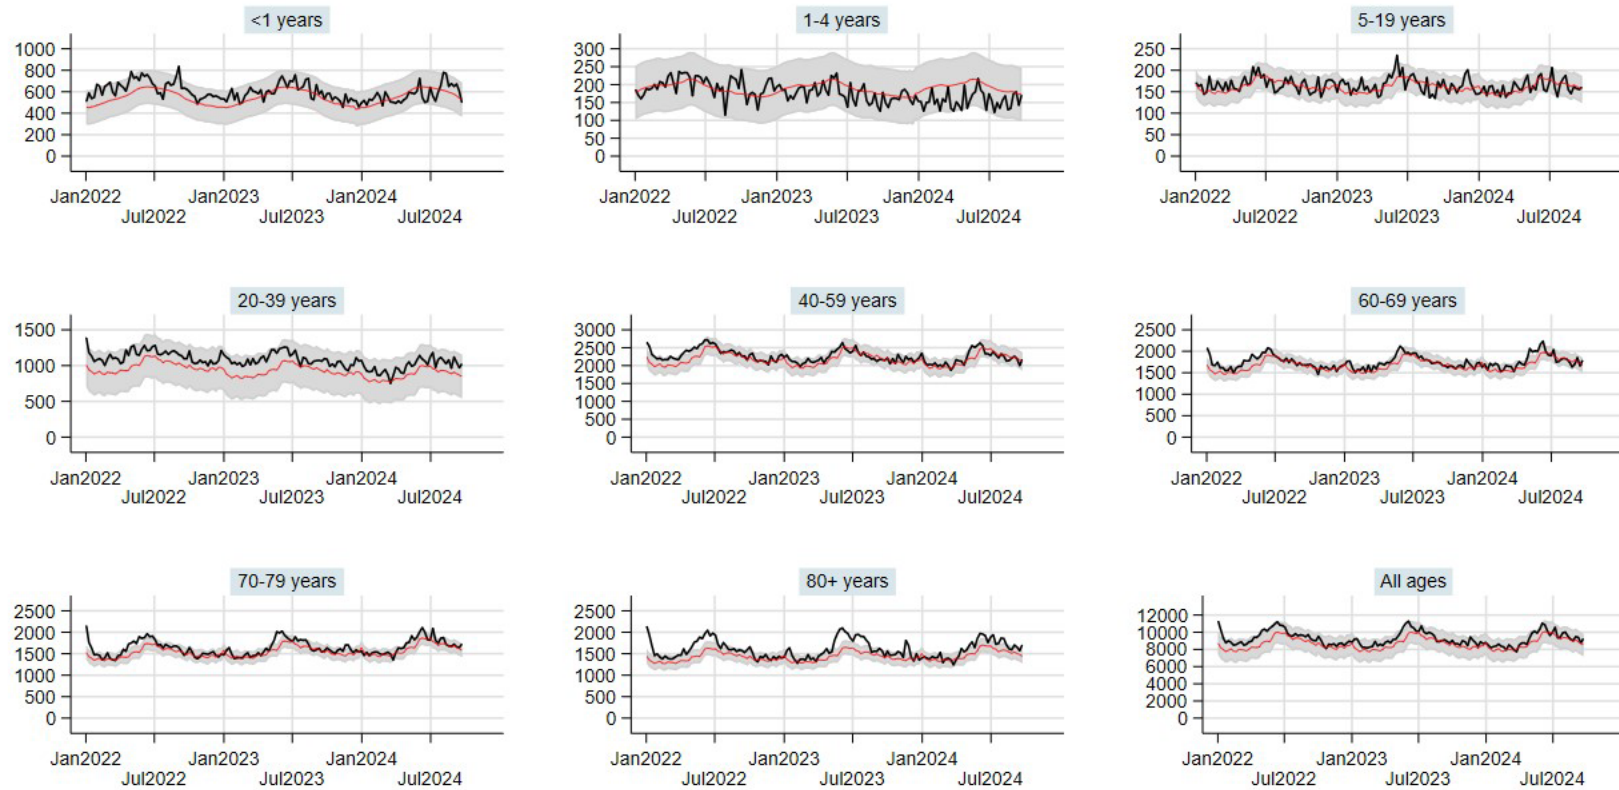 <1 years
1000
800
600
400
200
0
Jan2022 Jan2023 Jan2024
Jul2022 Jul2023 Jul2024
1-4 years
300
250
200
150
100
50
0
Jan2022 Jan2023 Jan2024
Jul2022 Jul2023 Jul2024
5-19 years
250
200
150
100
50
0
Jan2022 Jan2023 Jan2024
Jul2022 Jul2023 Jul2024
20-39 years
1500
1000
500
0
Jan2022 Jan2023 Jan2024
Jul2022 Jul2023 Jul2024
40-59 years
3000
2500
2000
1500
1000
500
0
Jan2022 Jan2023 Jan2024
Jul2022 Jul2023 Jul2024
60-69 years
2500
2000
1500
1000
500
0
Jan2022 Jan2023 Jan2024
Jul2022 Jul2023 Jul2024
70-79 years
2500
2000
1500
1000
500
0
Jan2022 Jan2023 Jan2024
Jul2022 Jul2023 Jul2024
80+ years
2500
2000
1500
1000
500
0
Jan2022 Jan2023 Jan2024
Jul2022 Jul2023 Jul2024
All ages
12000
10000
8000
6000
4000
2000
0
Jan2022 Jan2023 Jan2024
Jul2022 Jul2023 Jul2024